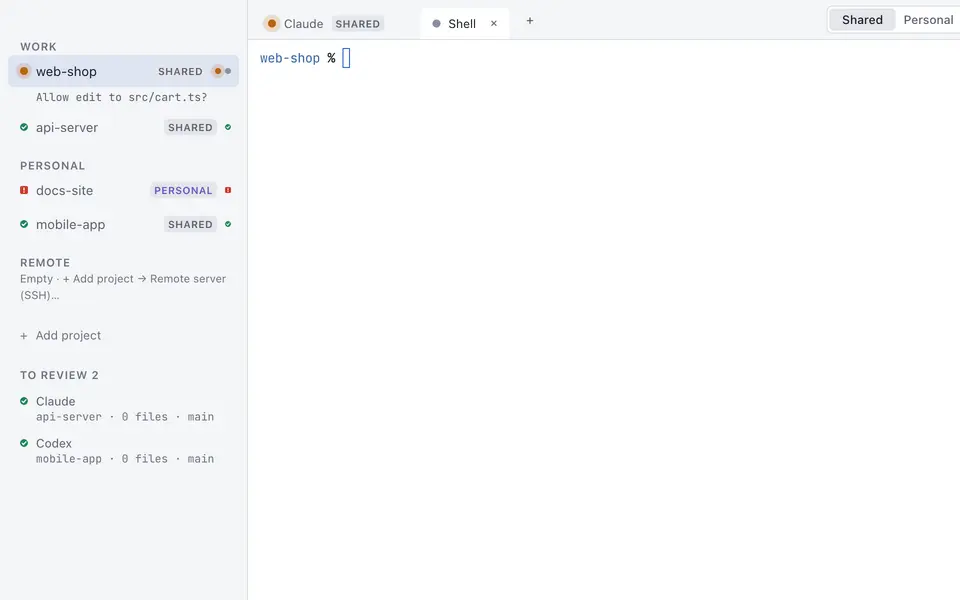 WORK
web-shop SHARED
Allow edit to src/cart.ts?
api-server SHARED
PERSONAL
docs-site PERSONAL
mobile-app SHARED
REMOTE
Empty · + Add project → Remote server
(SSH)…
+ Add project
TO REVIEW 2
Claude
api-server · 0 files · main
Codex
mobile-app · 0 files · main
Claude SHARED Shell × +
Shared Personal
web-shop %